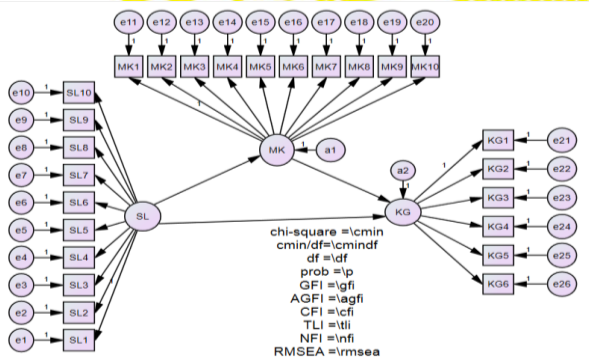 e11 e12 e13 e14 e15 e16 e17 e18 e19 e20
1 1 1 1 1 1 1 1 1 1
MK1 MK2 MK3 MK4 MK5 MK6 MK7 MK8 MK9 MK10
1
MK 1 a1
e10 1 SL10
e9 1 SL9
e8 1 SL8
e7 1 SL7
e6 1 SL6
e5 1 SL5
e4 1 SL4
e3 1 SL3
e2 1 SL2
e1 1 SL1
1
SL
a2
1
KG
1
KG1 1 e21
KG2 1 e22
KG3 1 e23
KG4 1 e24
KG5 1 e25
KG6 1 e26
chi-square =\cmin
cmin/df=\cmindf
df =\df
prob =\p
GFI =\gfi
AGFI =\agfi
CFI =\cfi
TLI =\tli
NFI =\nfi
RMSEA =\rmsea